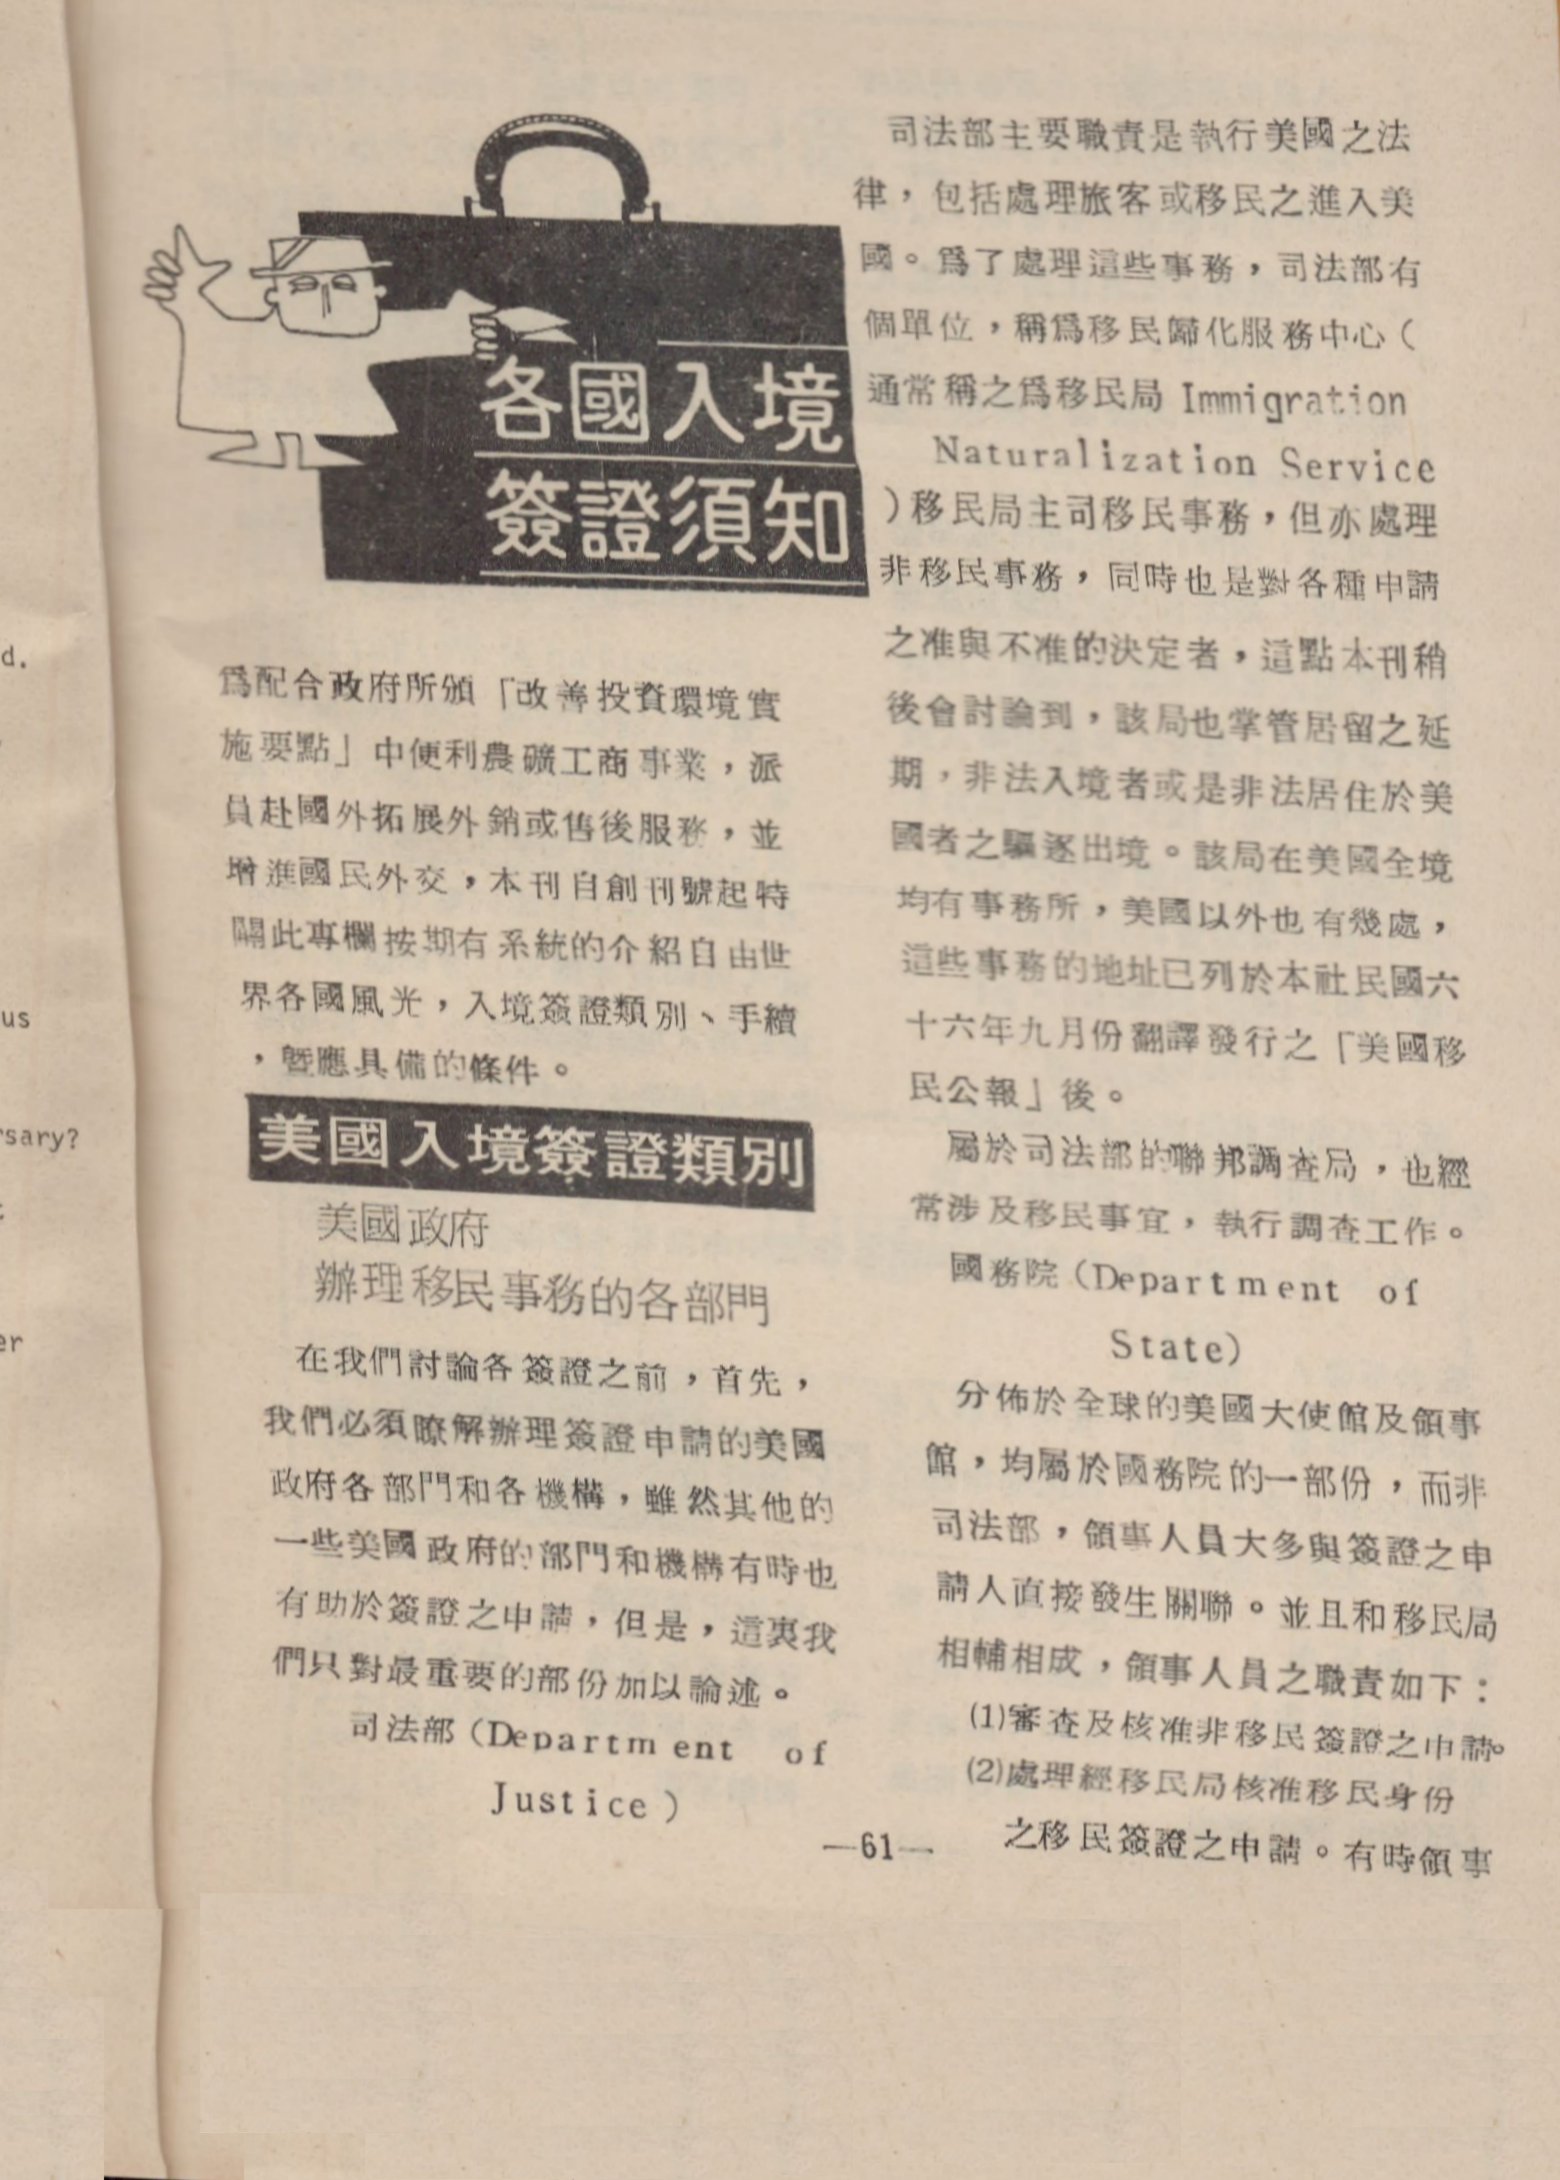 各國入境
簽證須知
爲配合政府所頒「改善投資環境實
施要點」中便利農礦工商事業，派
員赴國外拓展外銷或售後服務，並
增進國民外交，本刊自創刊號起特
闢此專欄按期有系統的介紹自由世
界各國風光，入境簽證類別、手續
，暨應具備的條件。
美國入境簽證類別
美國政府
辦理移民事務的各部門
在我們討論各簽證之前，首先，
我們必須瞭解辦理簽證申請的美國
政府各部門和各機構，雖然其他的
一些美國政府的部門和機構有時也
有助於簽證之申請，但是，這裏我
們只對最重要的部份加以論述。
司法部（Department of
Justice）
司法部主要職責是執行美國之法
律，包括處理旅客或移民之進入美
國。爲了處理這些事務，司法部有
個單位，稱爲移民歸化服務中心（
通常稱之爲移民局 Immigration
Naturalization Service
）移民局主司移民事務，但亦處理
非移民事務，同時也是對各種申請
之准與不准的決定者，這點本刊稍
後會討論到，該局也掌管居留之延
期，非法入境者或是非法居住於美
國者之驅逐出境。該局在美國全境
均有事務所，美國以外也有幾處，
這些事務的地址已列於本社民國六
十六年九月份翻譯發行之「美國移
民公報」後。
屬於司法部的聯邦調查局，也經
常涉及移民事宜，執行調查工作。
國務院（Department of
State）
分佈於全球的美國大使館及領事
館，均屬於國務院的一部份，而非
司法部，領事人員大多與簽證之申
請人直接發生關聯。並且和移民局
相輔相成，領事人員之職責如下：
(1)審查及核准非移民簽證之申請。
(2)處理經移民局核准移民身份
之移民簽證之申請。有時領事
—61—
d.
us
rsary?
er